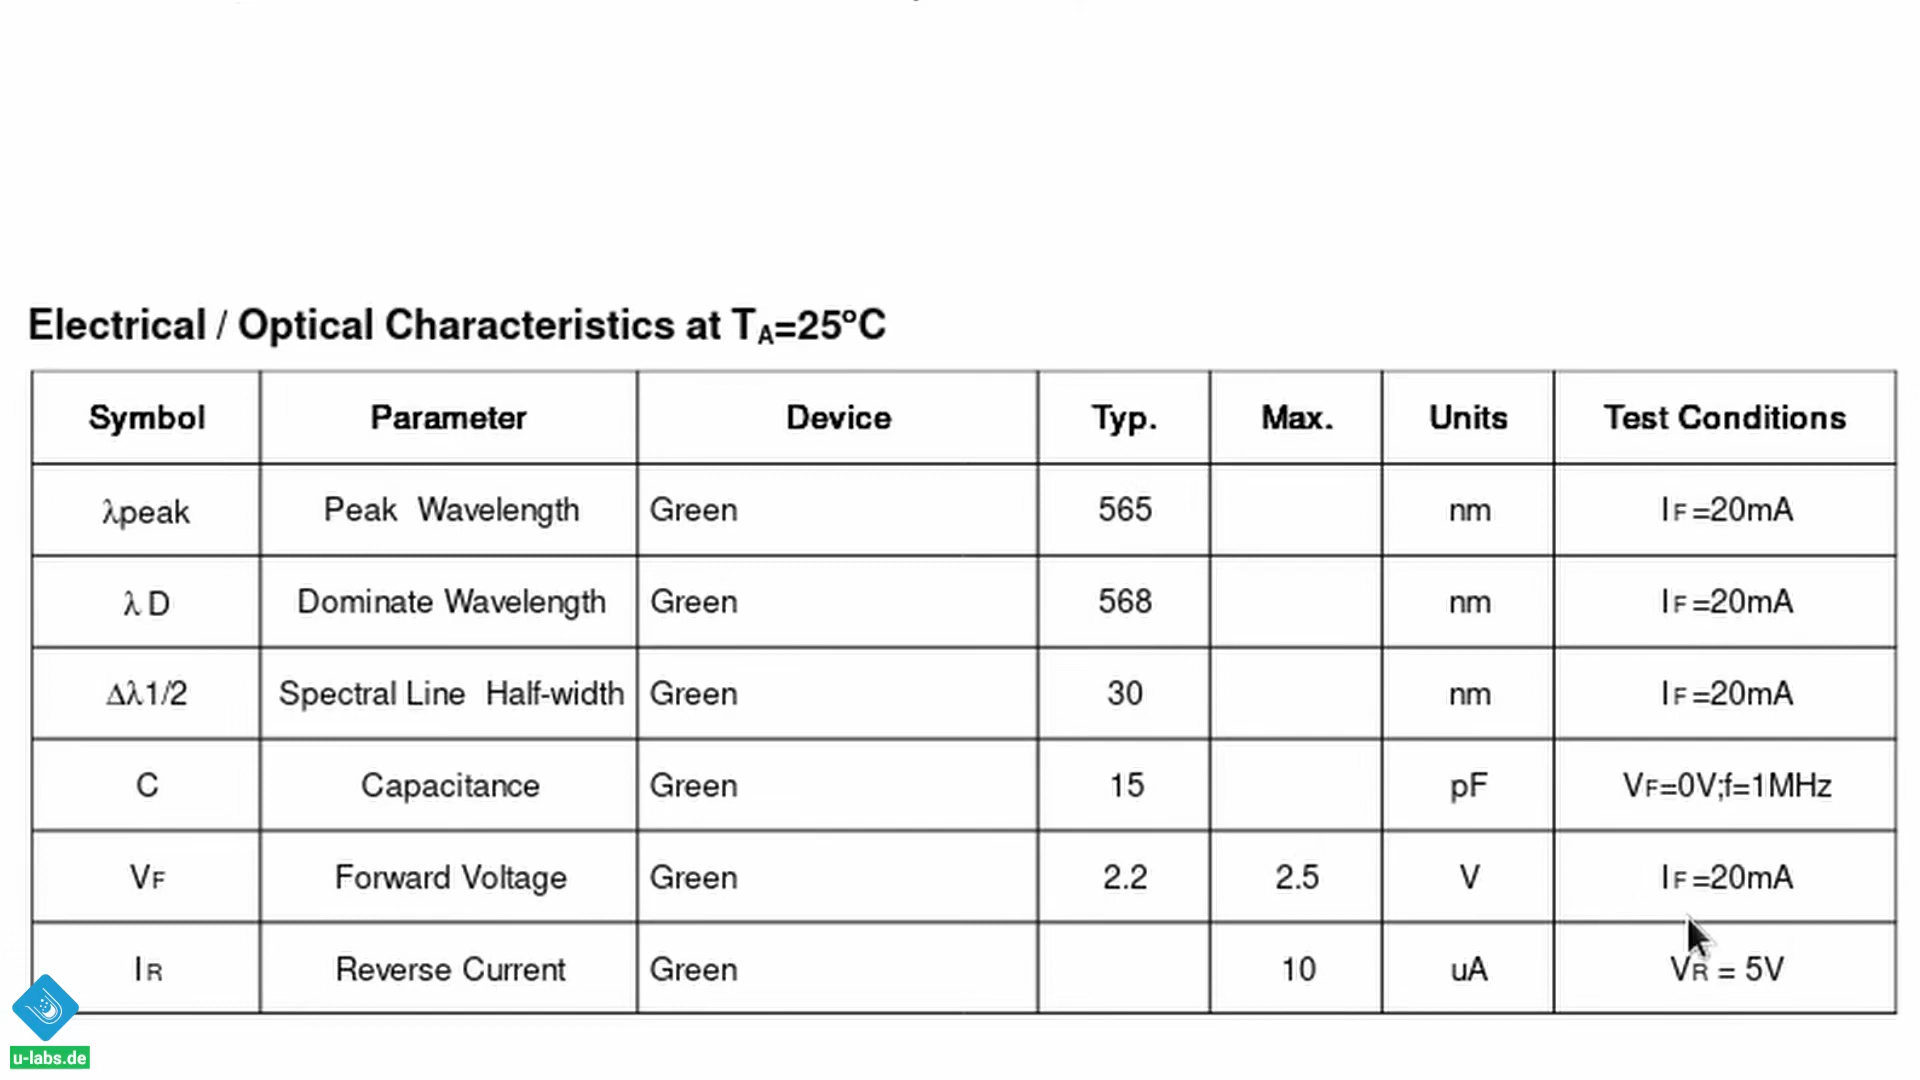 Electrical / Optical Characteristics at TA=25°C
Symbol Parameter Device Typ. Max. Units Test Conditions
λpeak Peak Wavelength Green 565 nm IF=20mA
λD Dominate Wavelength Green 568 nm IF=20mA
Δλ1/2 Spectral Line Half-width Green 30 nm IF=20mA
C Capacitance Green 15 pF VF=0V;f=1MHz
VF Forward Voltage Green 2.2 2.5 V IF=20mA
IR Reverse Current Green 10 uA VR = 5V
u-labs.de